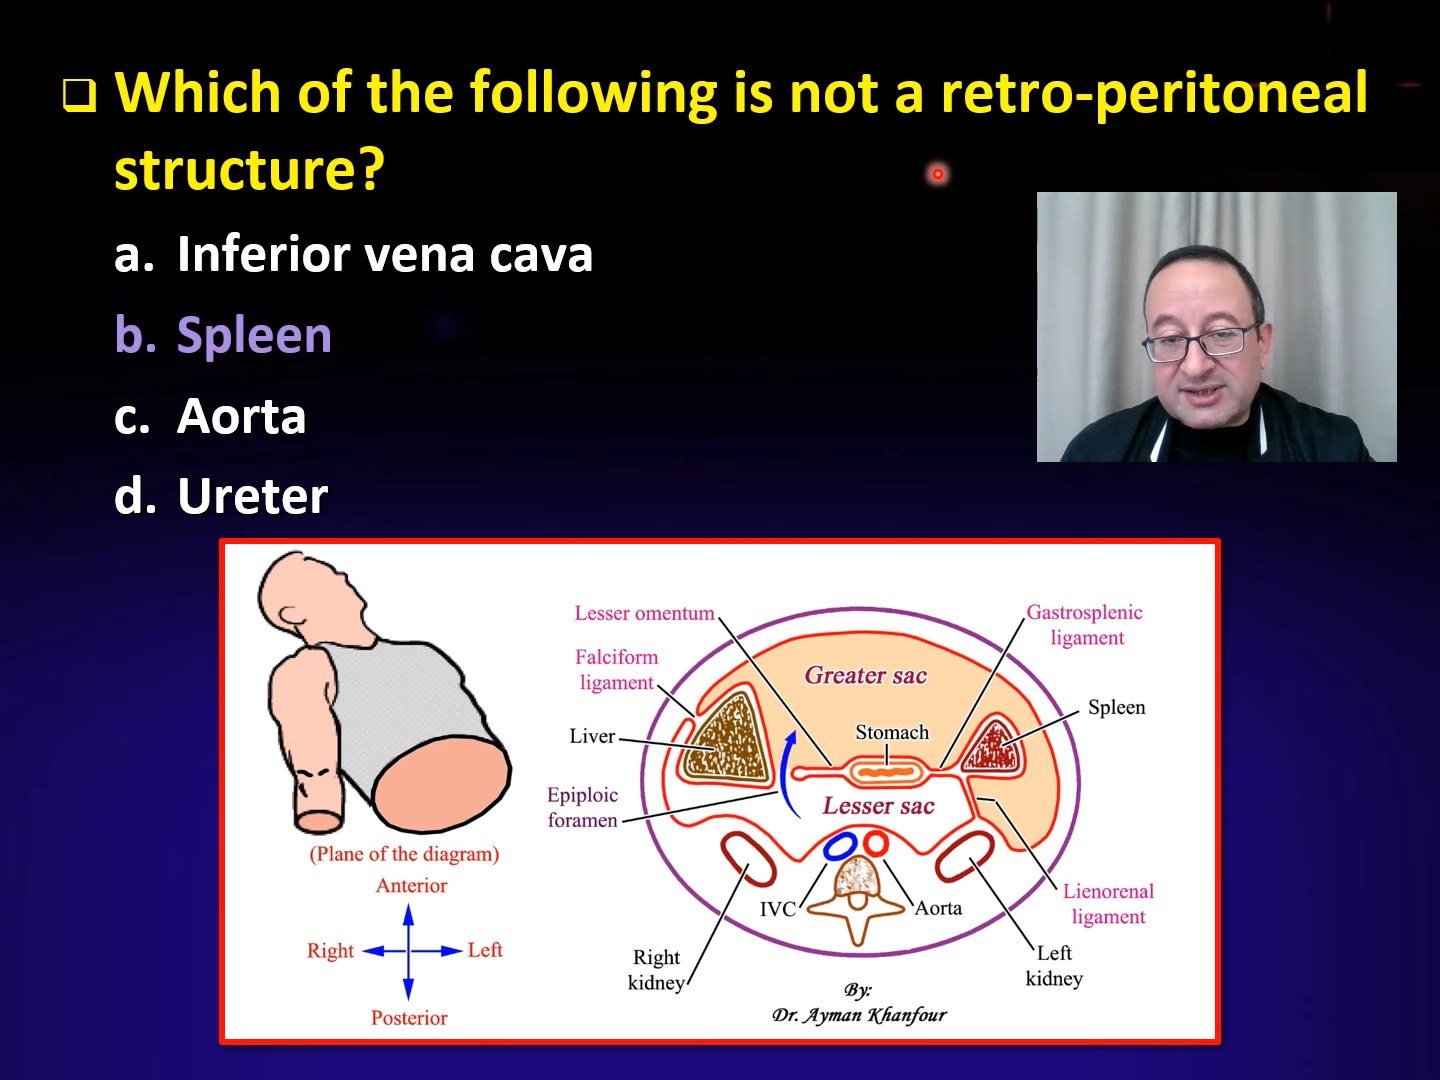 Which of the following is not a retro-peritoneal
structure?
a. Inferior vena cava
b. Spleen
c. Aorta
d. Ureter
Lesser omentum
Gastrosplenic
ligament
Falciform
ligament
Greater sac
Spleen
Liver
Stomach
Epiploic
foramen
Lesser sac
(Plane of the diagram)
Anterior
Right
Left
Posterior
IVC
Aorta
Lienorenal
ligament
Right
kidney
Left
kidney
By:
Dr. Ayman Khanfour